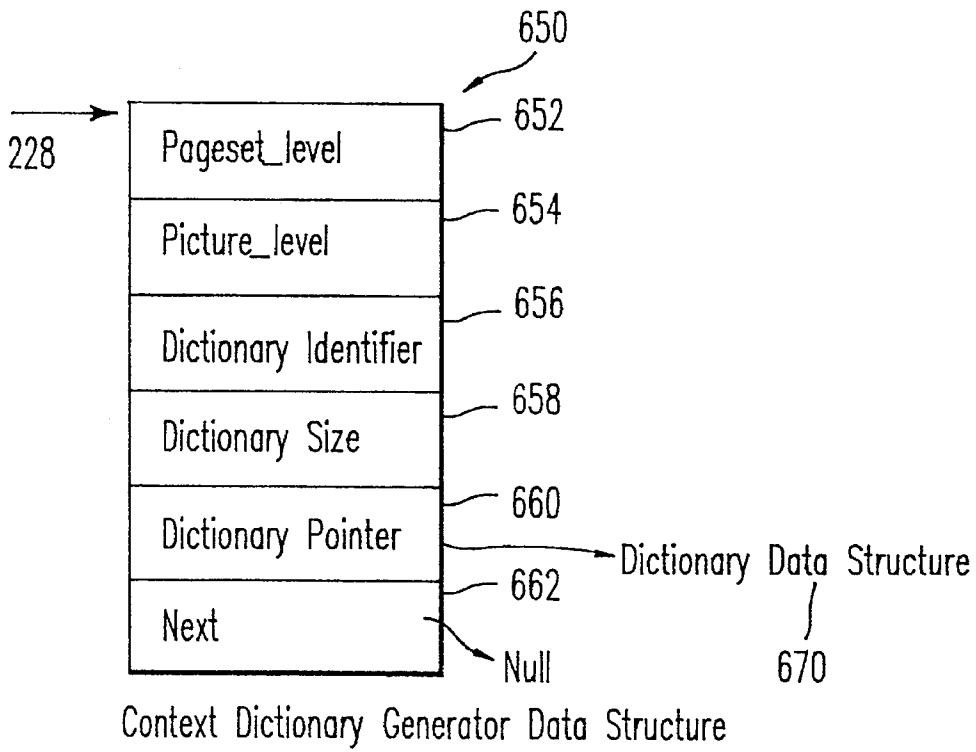 650
228
652
Pageset_level
654
Picture_level
656
Dictionary Identifier
658
Dictionary Size
660
Dictionary Pointer
Dictionary Data Structure
670
662
Next
Null
Context Dictionary Generator Data Structure